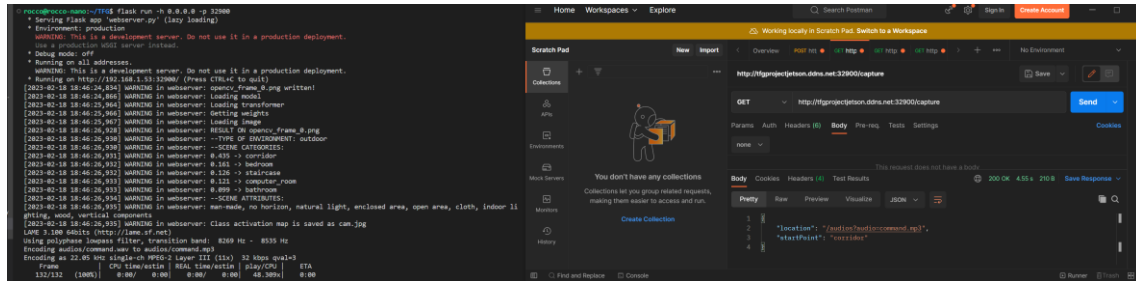 rocco@rocco-nano:~/TFG$ flask run -h 0.0.0.0 -p 32900
* Serving Flask app 'webserver.py' (lazy loading)
* Environment: production
WARNING: This is a development server. Do not use it in a production deployment.
Use a production WSGI server instead.
* Debug mode: off
* Running on all addresses.
WARNING: This is a development server. Do not use it in a production deployment.
* Running on http://192.168.1.53:32900/ (Press CTRL+C to quit)
[2023-02-18 18:46:24,834] WARNING in webserver: opencv_frame_0.png written!
[2023-02-18 18:46:24,866] WARNING in webserver: Loading model
[2023-02-18 18:46:25,964] WARNING in webserver: Loading transformer
[2023-02-18 18:46:25,966] WARNING in webserver: Getting weights
[2023-02-18 18:46:25,967] WARNING in webserver: Loading image
[2023-02-18 18:46:26,928] WARNING in webserver: RESULT ON opencv_frame_0.png
[2023-02-18 18:46:26,930] WARNING in webserver: --TYPE OF ENVIRONMENT: outdoor
[2023-02-18 18:46:26,930] WARNING in webserver: --SCENE CATEGORIES:
[2023-02-18 18:46:26,931] WARNING in webserver: 0.435 -> corridor
[2023-02-18 18:46:26,932] WARNING in webserver: 0.161 -> bedroom
[2023-02-18 18:46:26,932] WARNING in webserver: 0.126 -> staircase
[2023-02-18 18:46:26,933] WARNING in webserver: 0.121 -> computer_room
[2023-02-18 18:46:26,933] WARNING in webserver: 0.099 -> bathroom
[2023-02-18 18:46:26,934] WARNING in webserver: --SCENE ATTRIBUTES:
[2023-02-18 18:46:26,935] WARNING in webserver: man-made, no horizon, natural light, enclosed area, open area, cloth, indoor li
ghting, wood, vertical components
[2023-02-18 18:46:26,935] WARNING in webserver: Class activation map is saved as cam.jpg
LAME 3.100 64bits (http://lame.sf.net)
Using polyphase lowpass filter, transition band: 8269 Hz - 8535 Hz
Encoding audios/command.wav to audios/command.mp3
Encoding as 22.05 kHz single-ch MPEG-2 Layer III (11x) 32 kbps qval=3
Frame | CPU time/estim | REAL time/estim | play/CPU | ETA
132/132 (100%)| 0:00/ 0:00| 0:00/ 0:00| 48.309x| 0:00
Home Workspaces Explore Search Postman Sign In Create Account
Working locally in Scratch Pad. Switch to a Workspace
Scratch Pad New Import Overview POST htt GET http GET http GET http No Environment
Collections
APIs
Environments
Mock Servers
Monitors
History
You don't have any collections
Collections let you group related requests,
making them easier to access and run.
Create Collection
http://tfgprojectjetson.ddns.net:32900/capture Save
GET http://tfgprojectjetson.ddns.net:32900/capture Send
Params Auth Headers (6) Body Pre-req. Tests Settings Cookies
none
This request does not have a body
Body Cookies Headers (4) Test Results 200 OK 4.55 s 210 B Save Response
Pretty Raw Preview Visualize JSON
1 {
2 "location": "/audios?audio=command.mp3",
3 "startPoint": "corridor"
4 }
Find and Replace Console Runner Trash